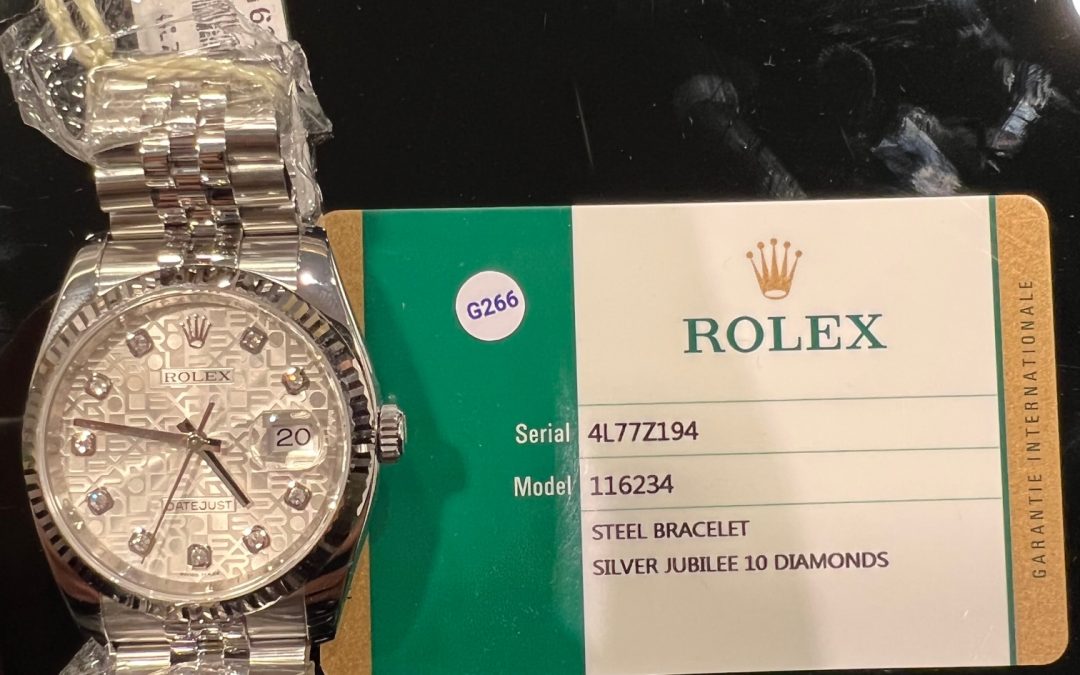 ROLEX
20
DATEJUST
G266
ROLEX
Serial 4L77Z194
Model 116234
STEEL BRACELET
SILVER JUBILEE 10 DIAMONDS
GARANTIE INTERNATIONALE